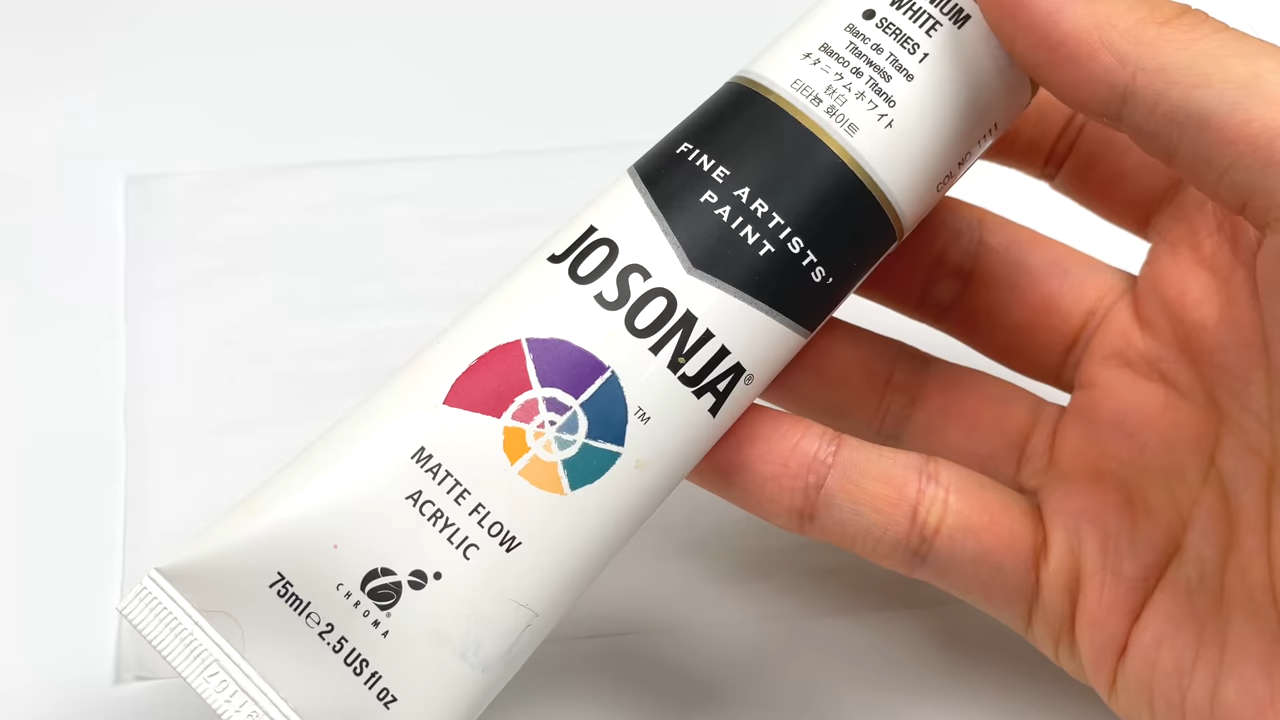 WHITE
SERIES 1
Blanc de Titane
Titanweiss
Blanco de Titanio
チタニウムホワイト
钛白
티타늄 화이트
COL NO. 1111
FINE ARTISTS'
PAINT
JO SONJA®
TM
MATTE FLOW
ACRYLIC
CHROMA®
75ml e 2.5 US fl oz